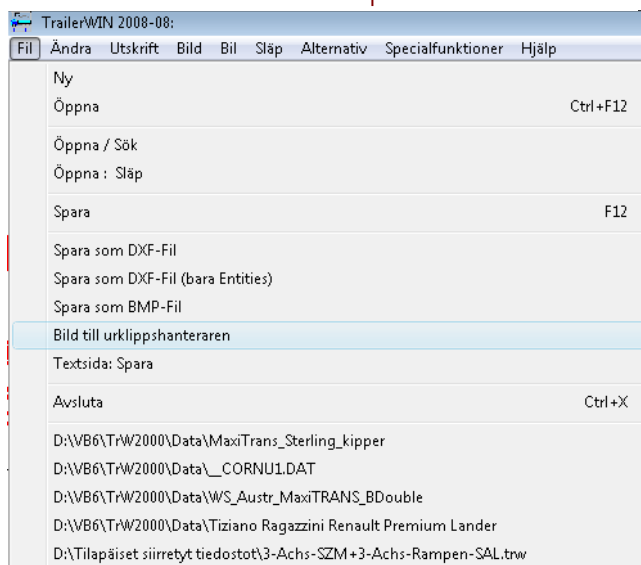 TrailerWIN 2008-08:
Fil Ändra Utskrift Bild Bil Släp Alternativ Specialfunktioner Hjälp
Ny
Öppna Ctrl+F12
Öppna / Sök
Öppna : Släp
Spara F12
Spara som DXF-Fil
Spara som DXF-Fil (bara Entities)
Spara som BMP-Fil
Bild till urklippshanteraren
Textsida: Spara
Avsluta Ctrl+X
D:\VB6\TrW2000\Data\MaxiTrans_Sterling_kipper
D:\VB6\TrW2000\Data\__CORNU1.DAT
D:\VB6\TrW2000\Data\WS_Austr_MaxiTRANS_BDouble
D:\VB6\TrW2000\Data\Tiziano Ragazzini Renault Premium Lander
D:\Tilapäiset siirretyt tiedostot\3-Achs-SZM+3-Achs-Rampen-SAL.trw